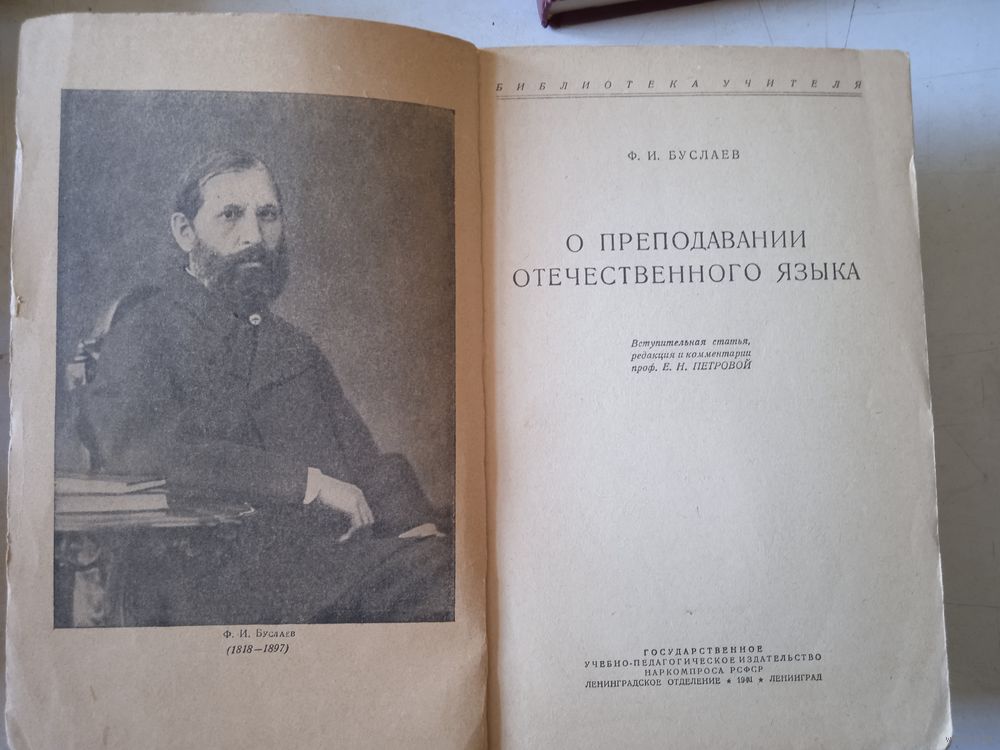 Ф. И. Буслаев
(1818—1897)
БИБЛИОТЕКА УЧИТЕЛЯ
Ф. И. БУСЛАЕВ
О ПРЕПОДАВАНИИ
ОТЕЧЕСТВЕННОГО ЯЗЫКА
Вступительная статья,
редакция и комментарии
проф. Е. Н. ПЕТРОВОЙ
ГОСУДАРСТВЕННОЕ
УЧЕБНО-ПЕДАГОГИЧЕСКОЕ ИЗДАТЕЛЬСТВО
НАРКОМПРОСА РСФСР
ЛЕНИНГРАДСКОЕ ОТДЕЛЕНИЕ ★ 1941 ★ ЛЕНИНГРАД